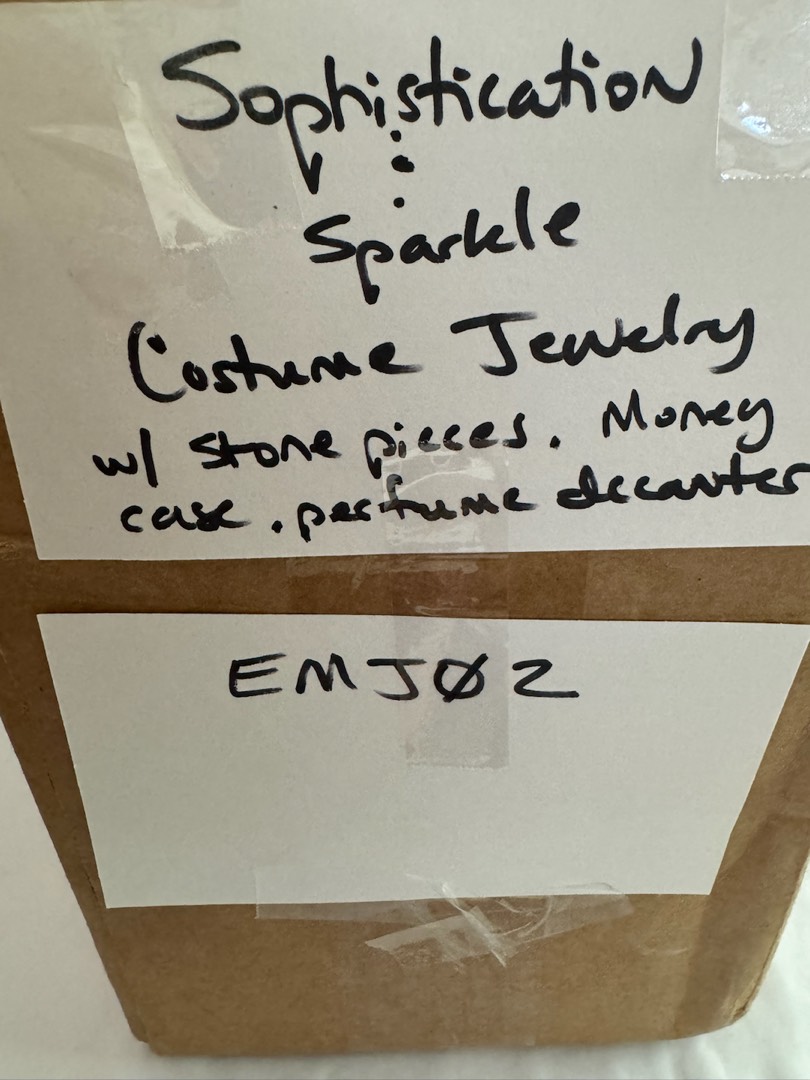 Sophistication
:
Sparkle
Costume Jewelry
w/ stone pieces. Money
case. perfume decanter
EMJØ2